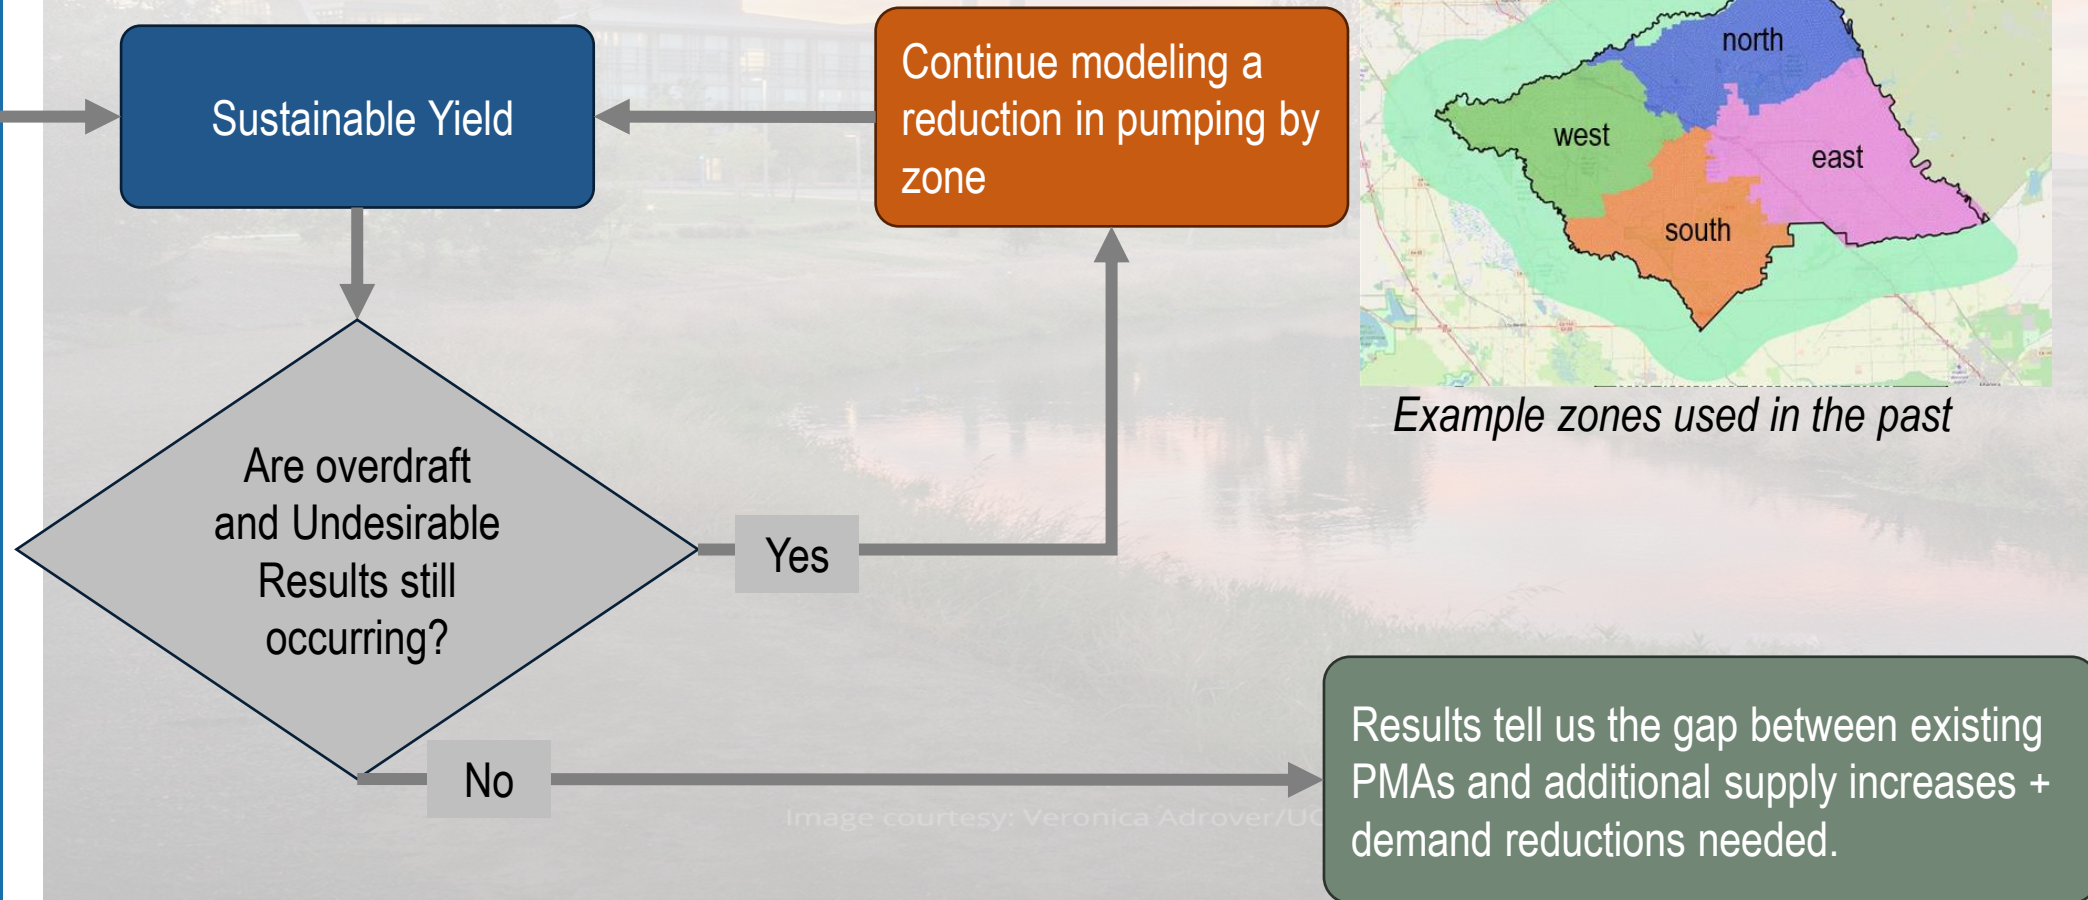 Sustainable Yield
Continue modeling a
reduction in pumping by
zone
north
west
east
south
Example zones used in the past
Are overdraft
and Undesirable
Results still
occurring?
Yes
No
Results tell us the gap between existing
PMAs and additional supply increases +
demand reductions needed.
Image courtesy: Veronica Adrover/UC